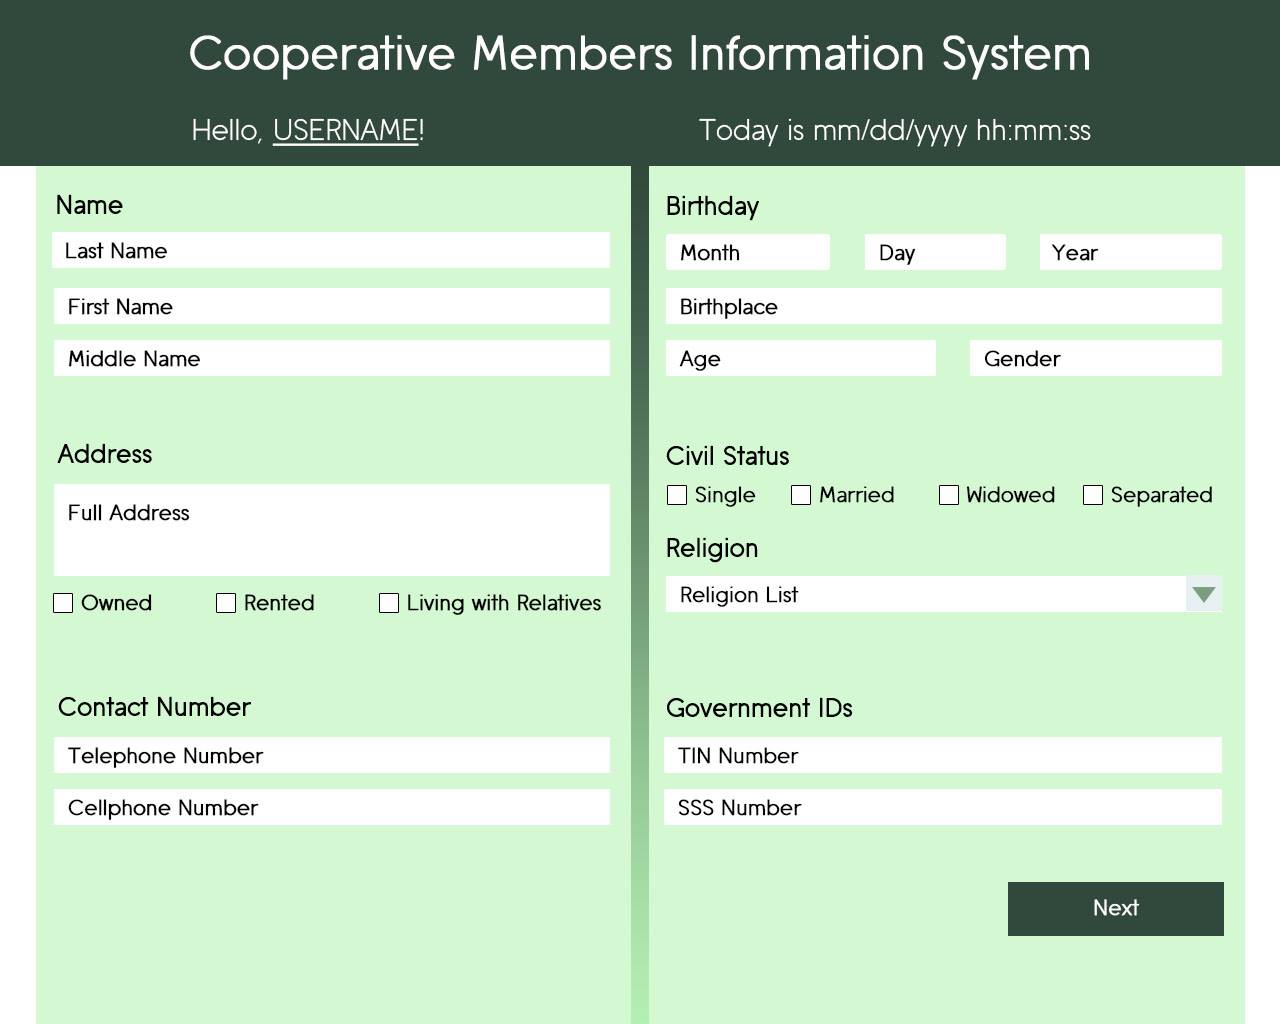 Cooperative Members Information System
Hello, USERNAME!
Today is mm/dd/yyyy hh:mm:ss
Name
Last Name
First Name
Middle Name
Address
Full Address
Owned Rented Living with Relatives
Contact Number
Telephone Number
Cellphone Number
Birthday
Month Day Year
Birthplace
Age Gender
Civil Status
Single Married Widowed Separated
Religion
Religion List
Government IDs
TIN Number
SSS Number
Next